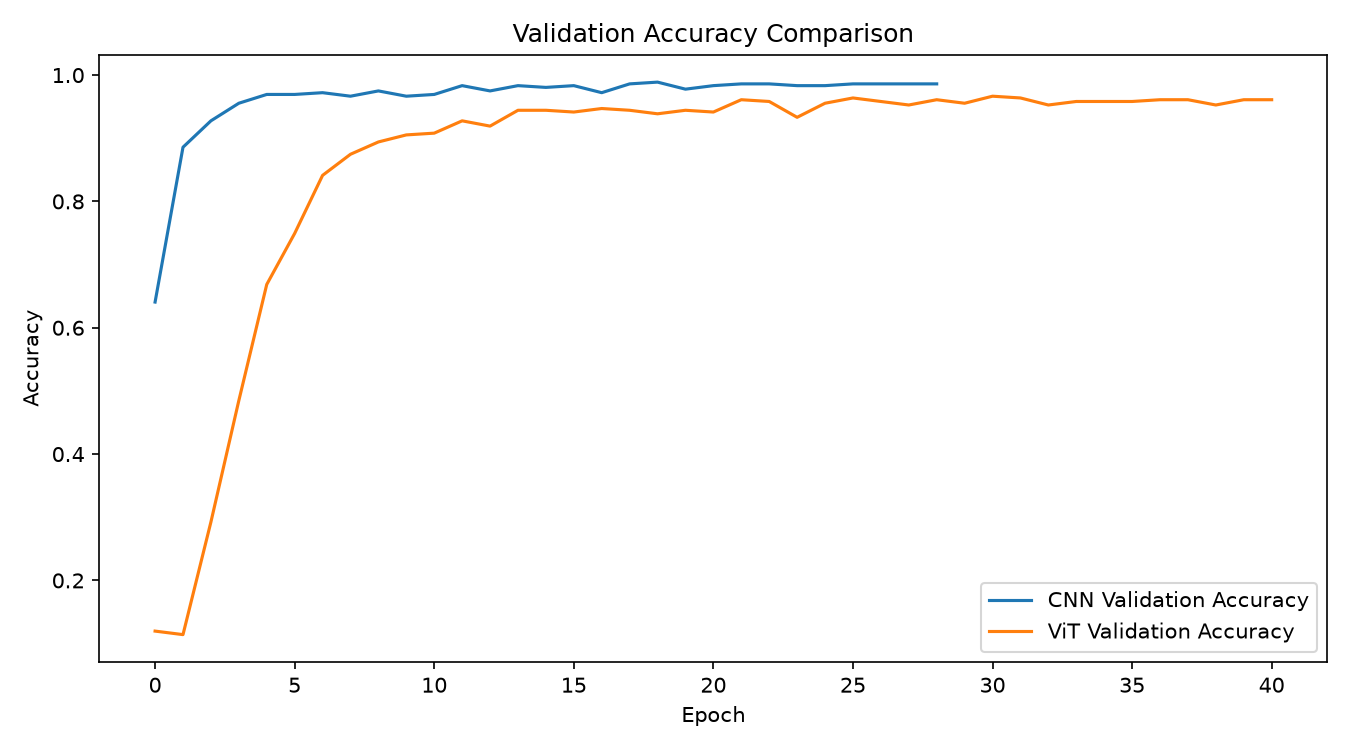 Validation Accuracy Comparison
1.0
0.8
0.6
0.4
0.2
Accuracy
CNN Validation Accuracy
ViT Validation Accuracy
0 5 10 15 20 25 30 35 40
Epoch